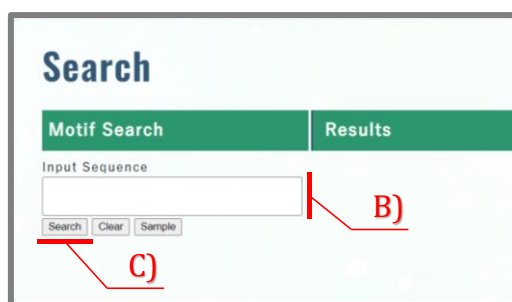 Search
Motif Search Results
Input Sequence
B)
Search Clear Sample
C)